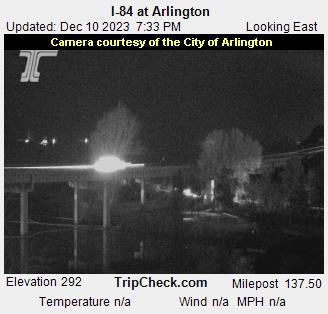 I-84 at Arlington
Updated: Dec 10 2023 7:33 PM Looking East
Camera courtesy of the City of Arlington
Elevation 292 TripCheck.com Milepost 137.50
Temperature n/a Wind n/a MPH n/a